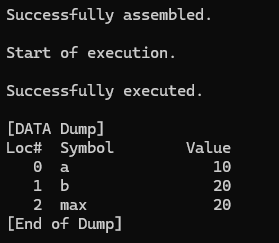 Successfully assembled.
Start of execution.
Successfully executed.
[DATA Dump]
Loc#  Symbol          Value
   0  a                  10
   1  b                  20
   2  max                20
[End of Dump]